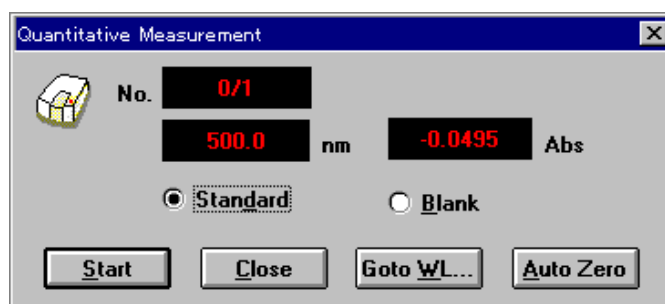 Quantitative Measurement
No. 0/1
500.0 nm -0.0495 Abs
Standard Blank
Start Close Goto WL... Auto Zero